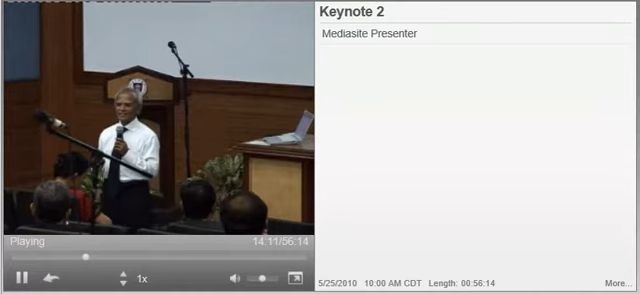 Keynote 2
Mediasite Presenter
Playing
14:11/56:14
1x
5/25/2010 10:00 AM CDT Length: 00:56:14
More...